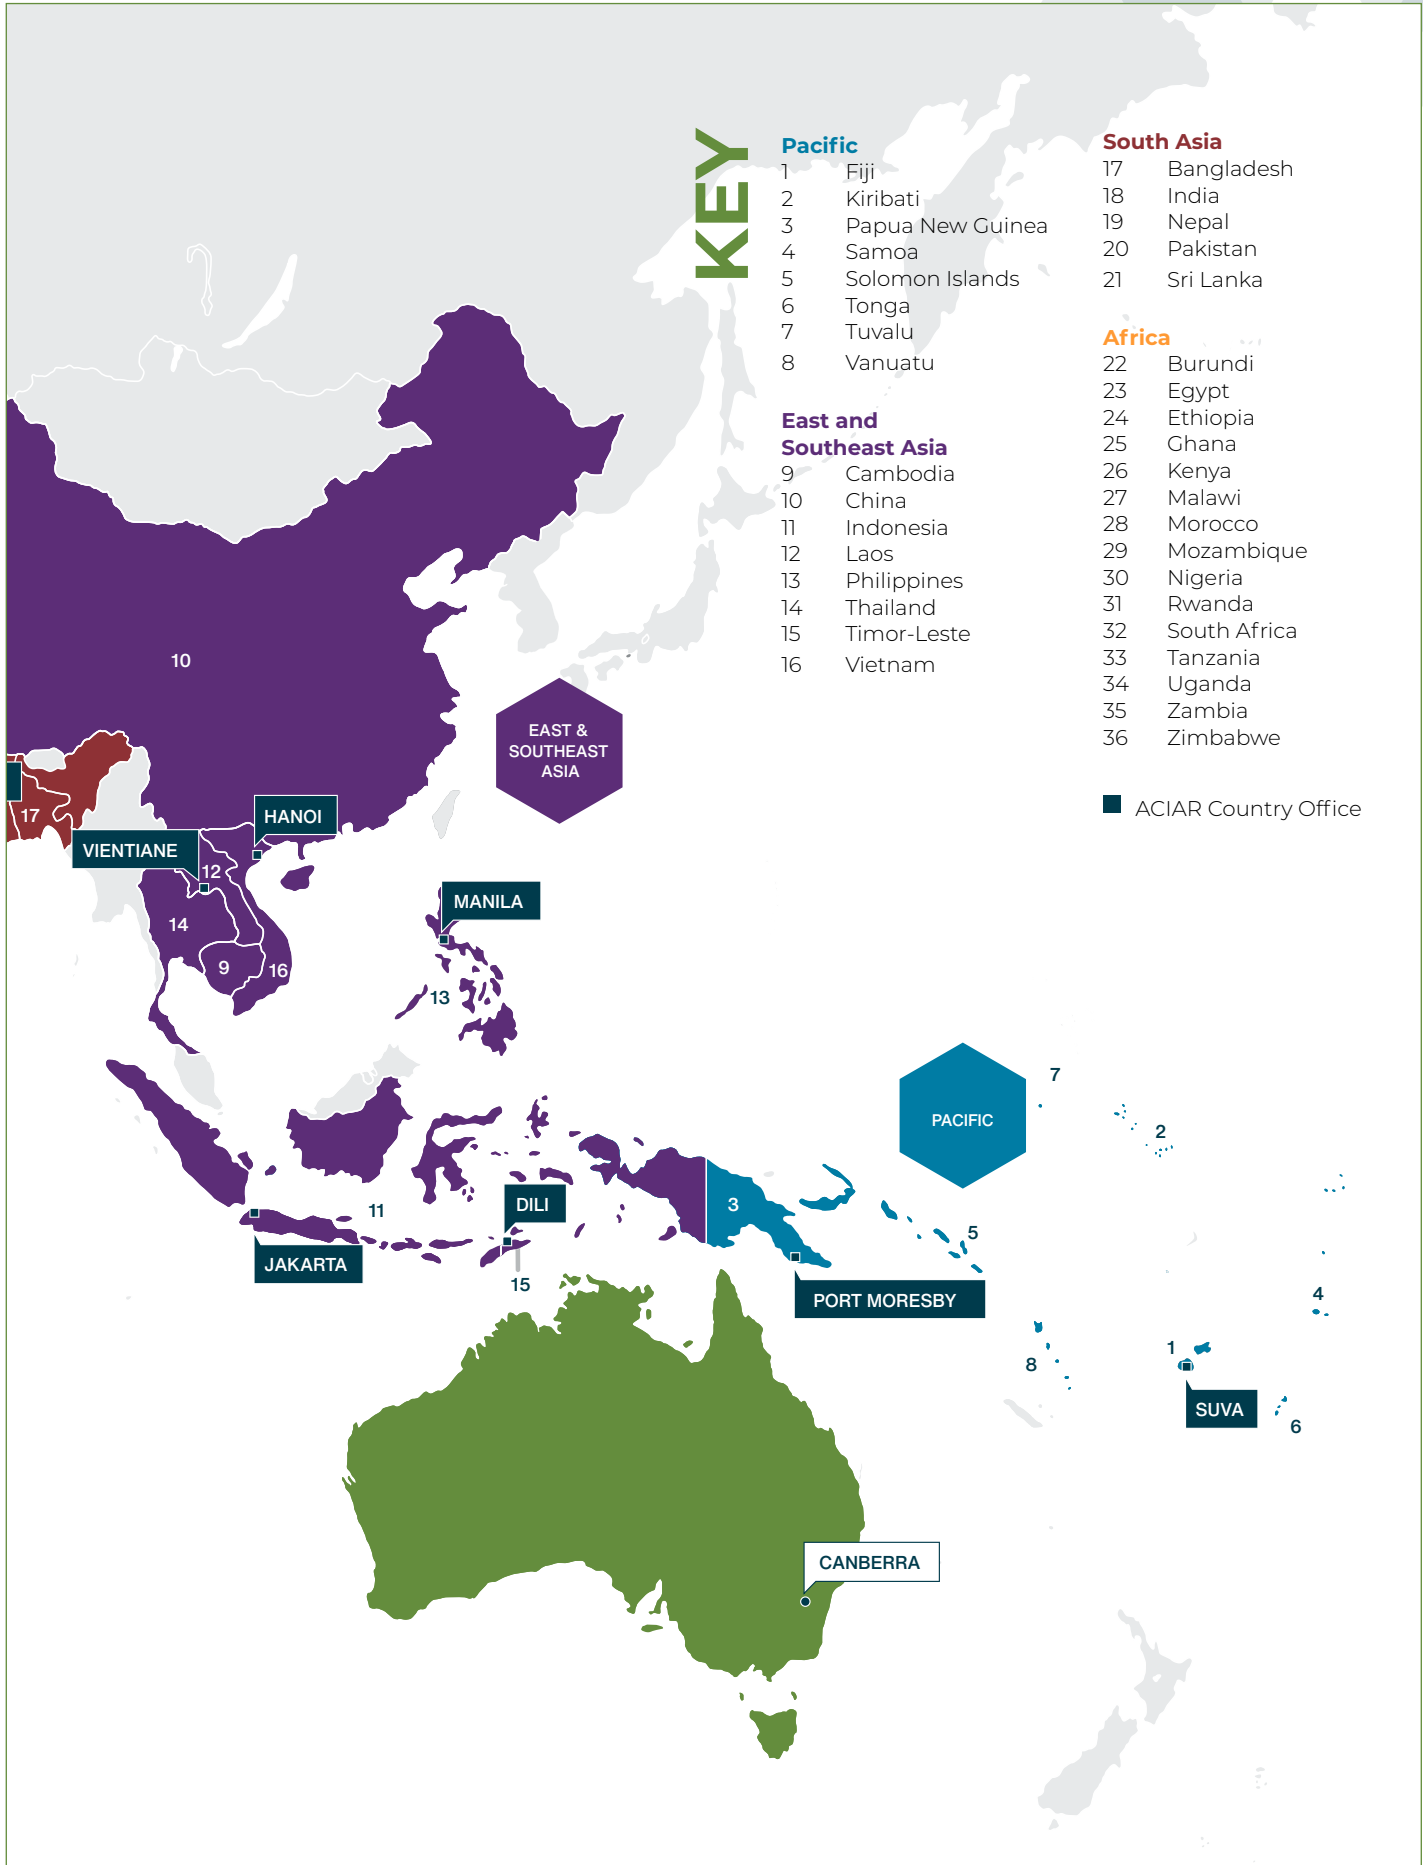 KEY
Pacific
1 Fiji
2 Kiribati
3 Papua New Guinea
4 Samoa
5 Solomon Islands
6 Tonga
7 Tuvalu
8 Vanuatu
East and
Southeast Asia
9 Cambodia
10 China
11 Indonesia
12 Laos
13 Philippines
14 Thailand
15 Timor-Leste
16 Vietnam
South Asia
17 Bangladesh
18 India
19 Nepal
20 Pakistan
21 Sri Lanka
Africa
22 Burundi
23 Egypt
24 Ethiopia
25 Ghana
26 Kenya
27 Malawi
28 Morocco
29 Mozambique
30 Nigeria
31 Rwanda
32 South Africa
33 Tanzania
34 Uganda
35 Zambia
36 Zimbabwe
ACIAR Country Office
10
EAST &
SOUTHEAST
ASIA
17
HANOI
VIENTIANE
12
MANILA
14
9
16
13
PACIFIC
7
2
11
DILI
3
5
JAKARTA
15
PORT MORESBY
4
1
8
SUVA
6
CANBERRA